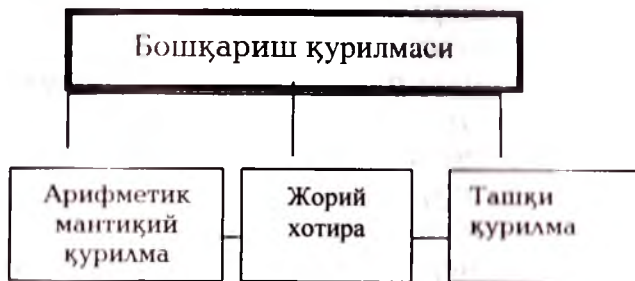 Бошқариш қурилмаси
Арифметик
мантиқий
қурилма
Жорий
хотира
Ташқи
қурилма